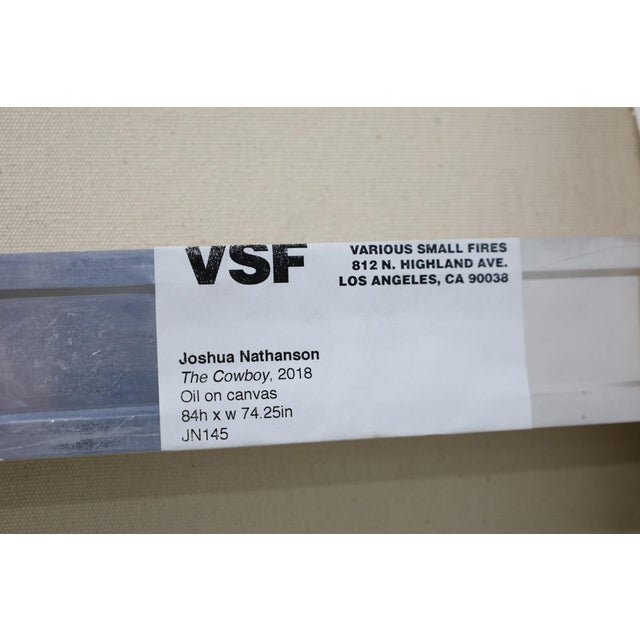 VSF
VARIOUS SMALL FIRES
812 N. HIGHLAND AVE.
LOS ANGELES, CA 90038
Joshua Nathanson
The Cowboy, 2018
Oil on canvas
84h x w 74.25in
JN145